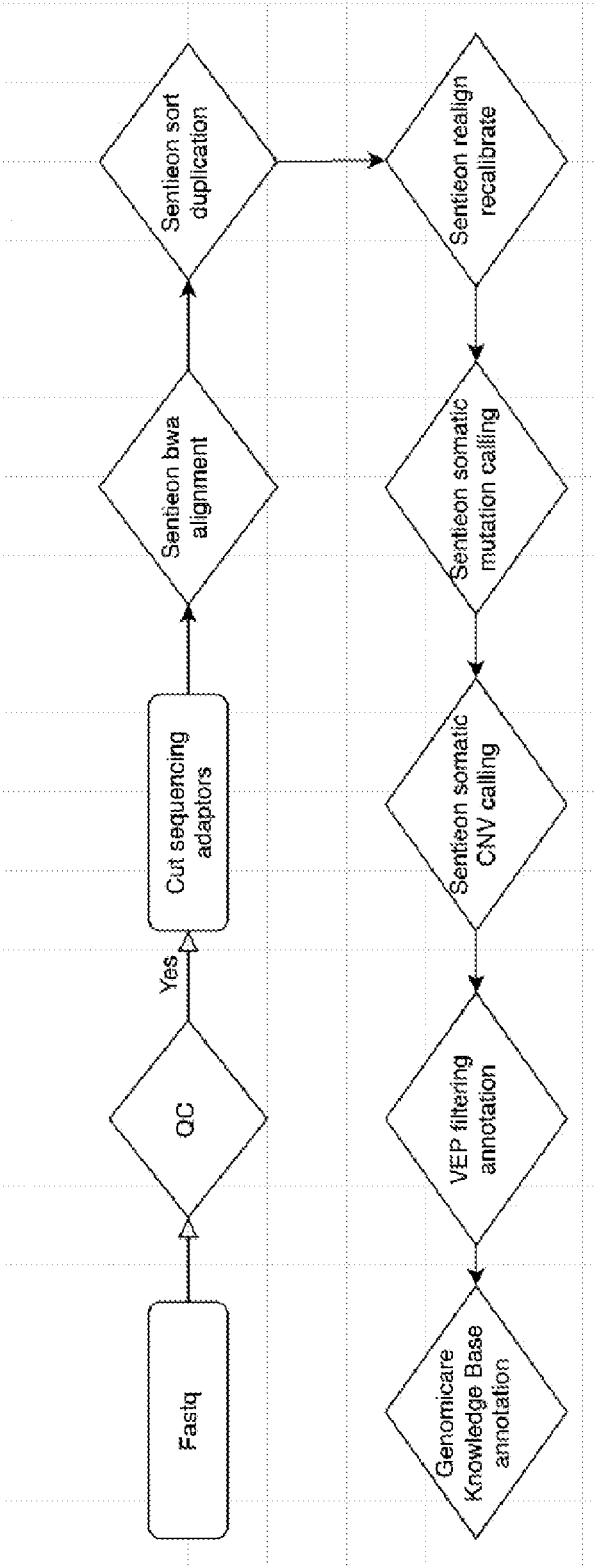 Fastq
QC
Yes
Cut sequencing
adaptors
Sentieon bwa
alignment
Sentieon sort
duplication
Sentieon realign
recalibrate
Sentieon somatic
mutation calling
Sentieon somatic
CNV calling
VEP filtering
annotation
Genomicare
Knowledge Base
annotation